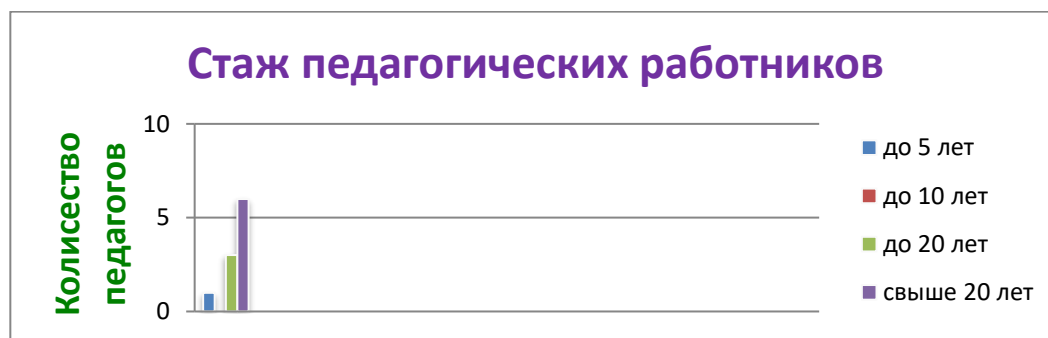 Стаж педагогических работников
Колисество
педагогов
10
5
0
до 5 лет
до 10 лет
до 20 лет
свыше 20 лет